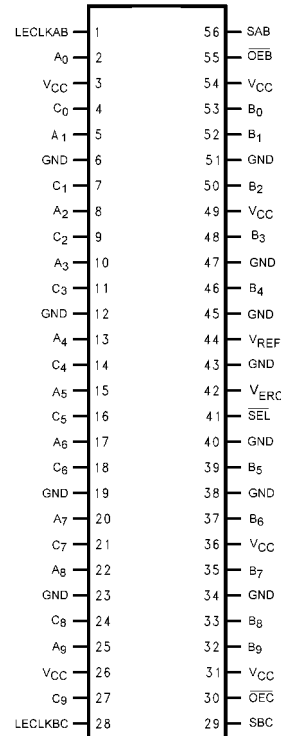 LECLKAB 1 56 SAB
A0 2 55 OEB
VCC 3 54 VCC
C0 4 53 B0
A1 5 52 B1
GND 6 51 GND
C1 7 50 B2
A2 8 49 VCC
C2 9 48 B3
A3 10 47 GND
C3 11 46 B4
GND 12 45 GND
A4 13 44 VREF
C4 14 43 GND
A5 15 42 VERC
C5 16 41 SEL
A6 17 40 GND
C6 18 39 B5
GND 19 38 GND
A7 20 37 B6
C7 21 36 VCC
A8 22 35 B7
GND 23 34 GND
C8 24 33 B8
A9 25 32 B9
VCC 26 31 VCC
C9 27 30 OEC
LECLKBC 28 29 SBC